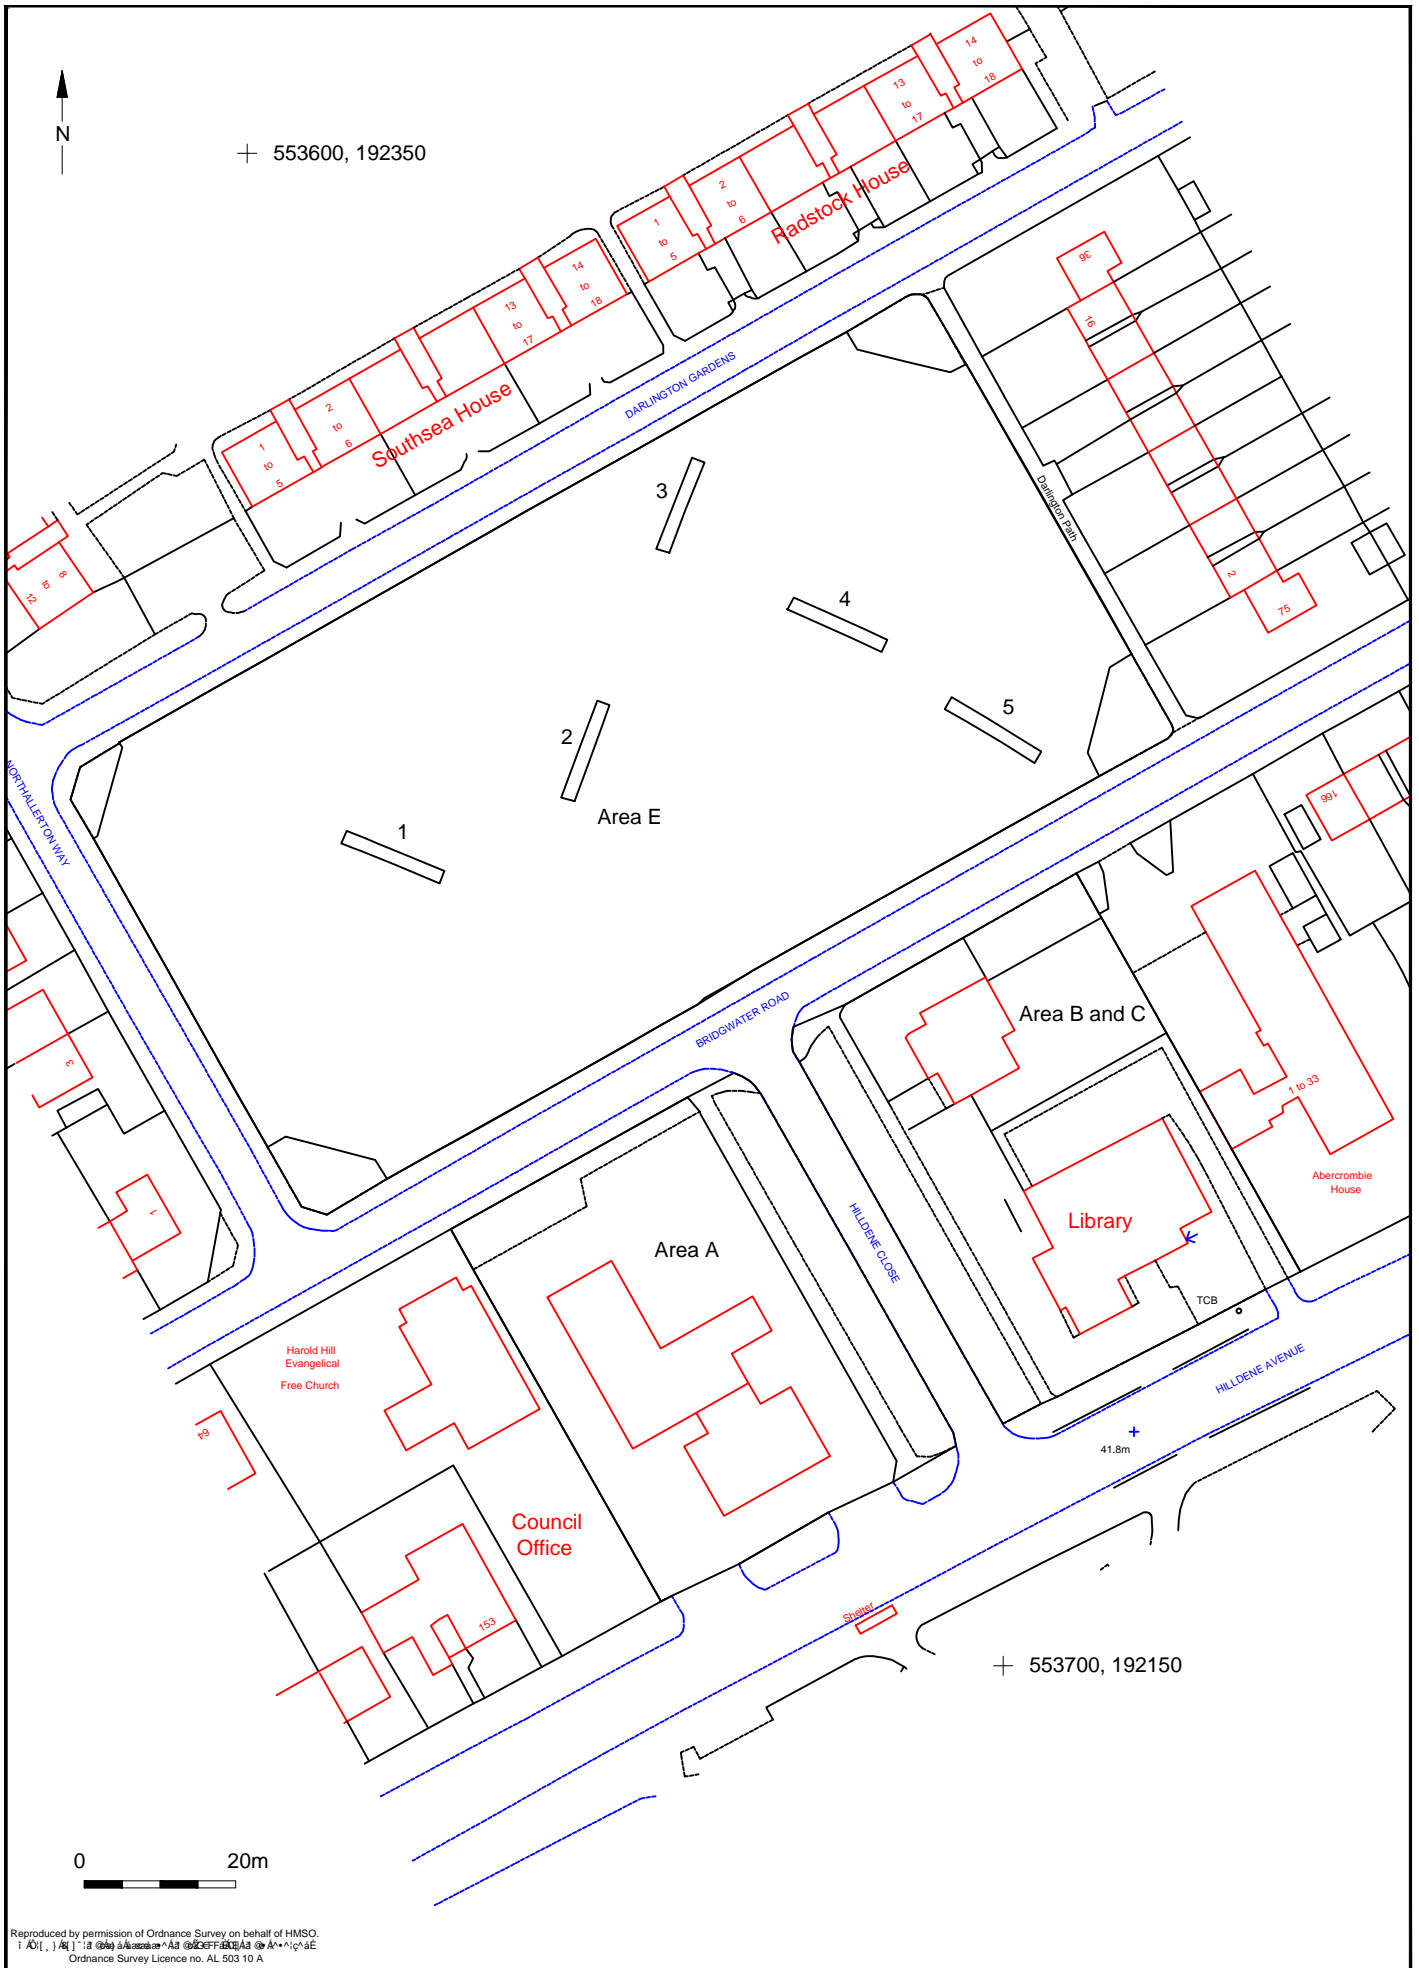 N
553600, 192350
14
to
18
13
to
17
2
to
6
1
to
5
Radstock House
14
to
18
13
to
17
2
to
6
1
to
5
Southsea House
DARLINGTON GARDENS
36
16
2
75
Darlington Path
8
to
12
NORTHALLERTON WAY
3
4
5
2
1
Area E
166
BRIDGWATER ROAD
Area B and C
3
1 to 33
Abercrombie
House
1
Library
HILLDENE CLOSE
Area A
TCB
Harold Hill
Evangelical
Free Church
HILLDENE AVENUE
64
41.8m
Council
Office
153
Shelter
553700, 192150
0
20m
Reproduced by permission of Ordnance Survey on behalf of HMSO.
Ordnance Survey Licence no. AL 503 10 A